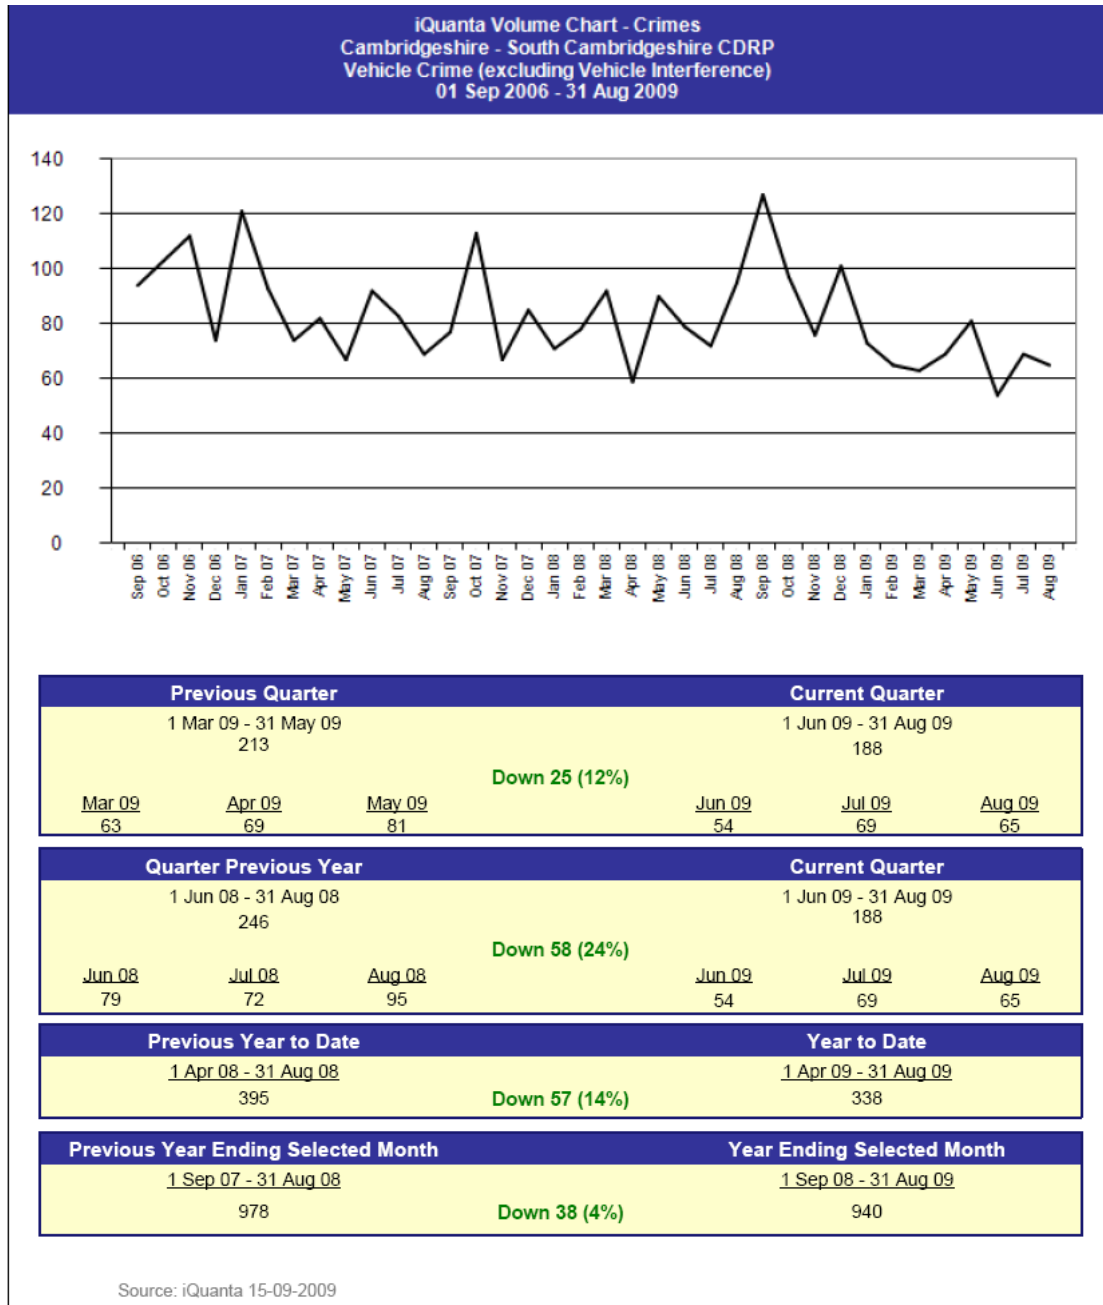 iQuanta Volume Chart - Crimes
Cambridgeshire - South Cambridgeshire CDRP
Vehicle Crime (excluding Vehicle Interference)
01 Sep 2006 - 31 Aug 2009
140
120
100
80
60
40
20
0
Sep 06
Oct 06
Nov 06
Dec 06
Jan 07
Feb 07
Mar 07
Apr 07
May 07
Jun 07
Jul 07
Aug 07
Sep 07
Oct 07
Nov 07
Dec 07
Jan 08
Feb 08
Mar 08
Apr 08
May 08
Jun 08
Jul 08
Aug 08
Sep 08
Oct 08
Nov 08
Dec 08
Jan 09
Feb 09
Mar 09
Apr 09
May 09
Jun 09
Jul 09
Aug 09
Previous Quarter Current Quarter
1 Mar 09 - 31 May 09 1 Jun 09 - 31 Aug 09
213 188
Down 25 (12%)
Mar 09 Apr 09 May 09 Jun 09 Jul 09 Aug 09
63 69 81 54 69 65
Quarter Previous Year Current Quarter
1 Jun 08 - 31 Aug 08 1 Jun 09 - 31 Aug 09
246 188
Down 58 (24%)
Jun 08 Jul 08 Aug 08 Jun 09 Jul 09 Aug 09
79 72 95 54 69 65
Previous Year to Date Year to Date
1 Apr 08 - 31 Aug 08 1 Apr 09 - 31 Aug 09
395 Down 57 (14%) 338
Previous Year Ending Selected Month Year Ending Selected Month
1 Sep 07 - 31 Aug 08 1 Sep 08 - 31 Aug 09
978 Down 38 (4%) 940
Source: iQuanta 15-09-2009